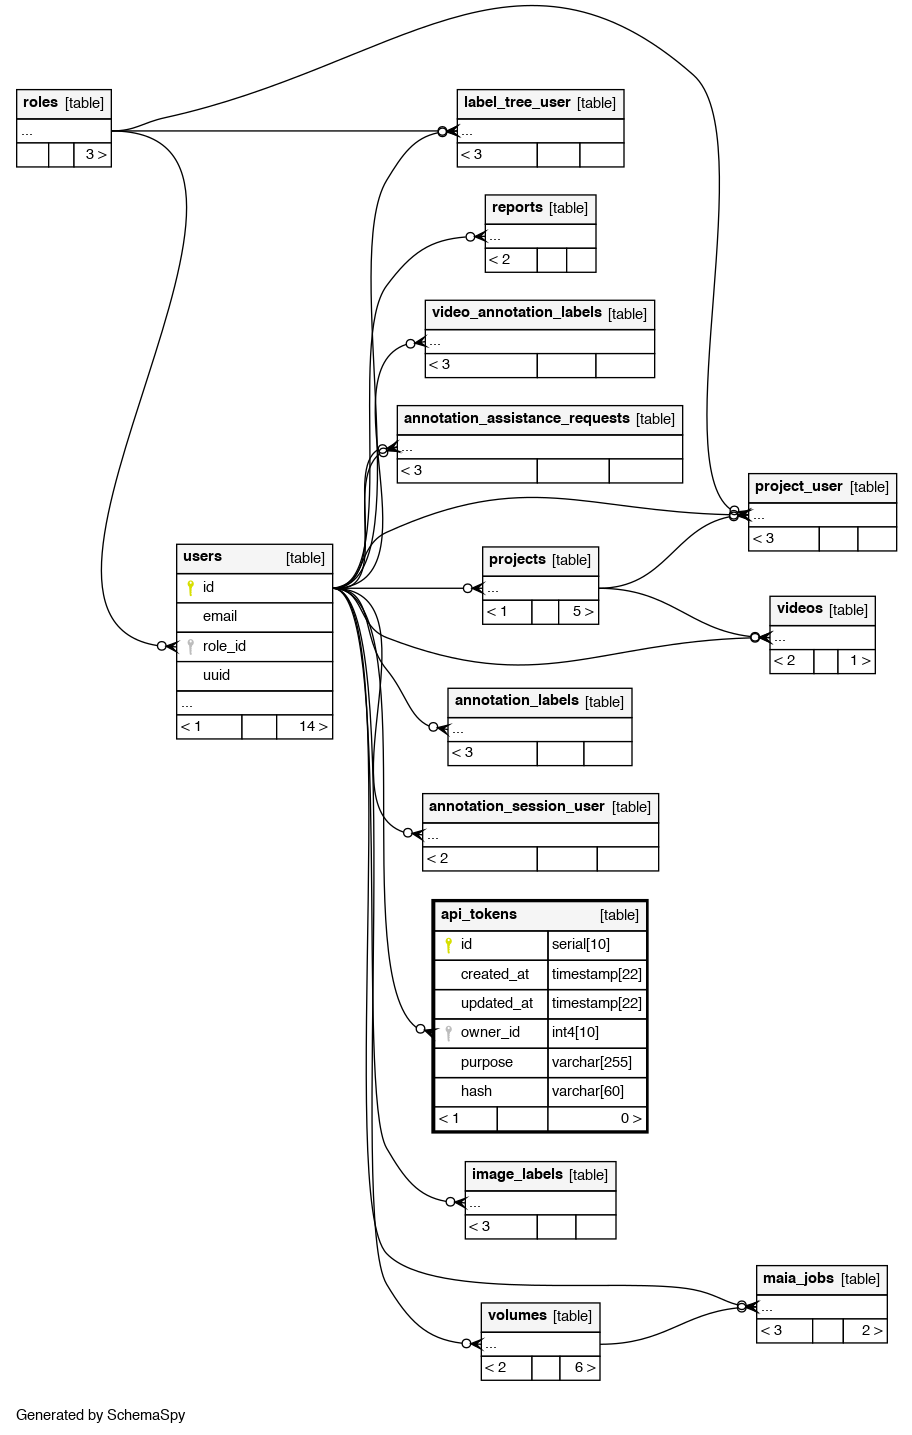 roles [table]
...
3 >
label_tree_user [table]
...
< 3
reports [table]
...
< 2
video_annotation_labels [table]
...
< 3
annotation_assistance_requests [table]
...
< 3
project_user [table]
...
< 3
users [table]
id
email
role_id
uuid
...
< 1 14 >
projects [table]
...
< 1 5 >
videos [table]
...
< 2 1 >
annotation_labels [table]
...
< 3
annotation_session_user [table]
...
< 2
api_tokens [table]
id serial[10]
created_at timestamp[22]
updated_at timestamp[22]
owner_id int4[10]
purpose varchar[255]
hash varchar[60]
< 1 0 >
image_labels [table]
...
< 3
maia_jobs [table]
...
< 3 2 >
volumes [table]
...
< 2 6 >
Generated by SchemaSpy